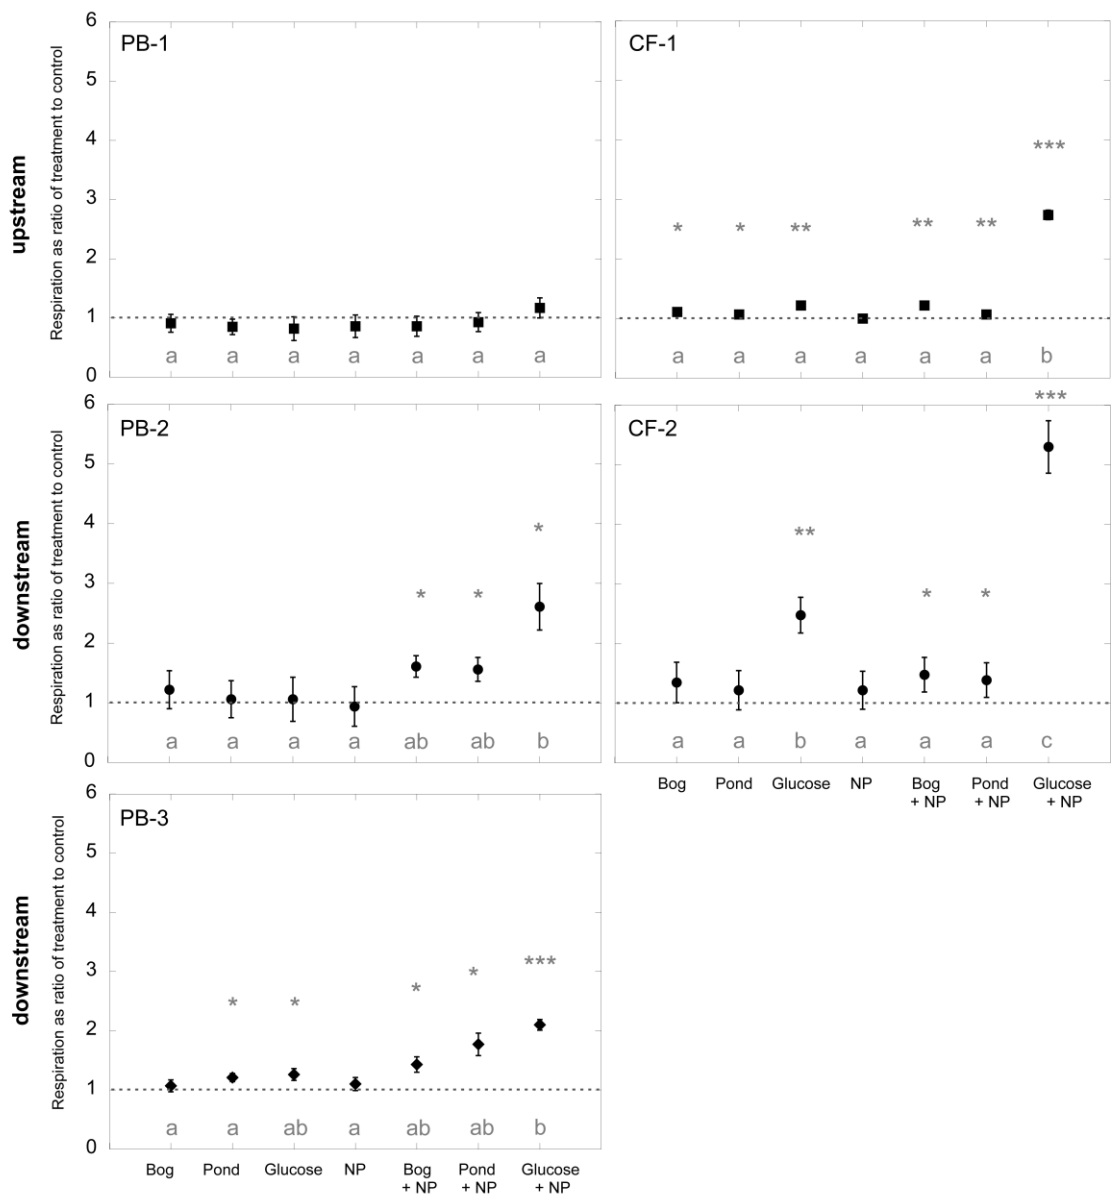 PB-1
CF-1
upstream
Respiration as ratio of treatment to control
6
5
4
3
2
1
0
* * ** ** ** ***
a a a a a a a
a a a a a a b
PB-2
CF-2
downstream
Respiration as ratio of treatment to control
6
5
4
3
2
1
0
* * *
** * * ***
a a a a ab ab b
a a b a a a c
Bog Pond Glucose NP Bog + NP Pond + NP Glucose + NP
PB-3
downstream
Respiration as ratio of treatment to control
6
5
4
3
2
1
0
* * * * ***
a a ab a ab ab b
Bog Pond Glucose NP Bog + NP Pond + NP Glucose + NP